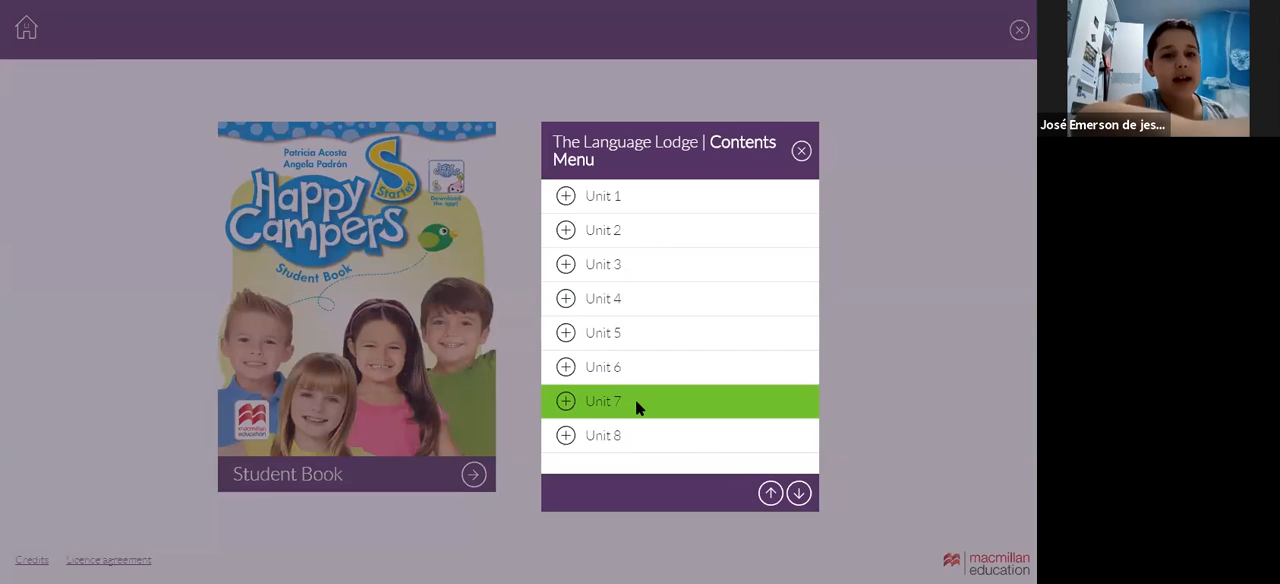 Patricia Acosta
Angela Padrón
Happy
Campers
S
Starter
Download
the app!
Student Book
macmillan
education
Student Book
The Language Lodge | Contents
Menu
Unit 1
Unit 2
Unit 3
Unit 4
Unit 5
Unit 6
Unit 7
Unit 8
Credits
Licence agreement
macmillan
education
José Emerson de jes...